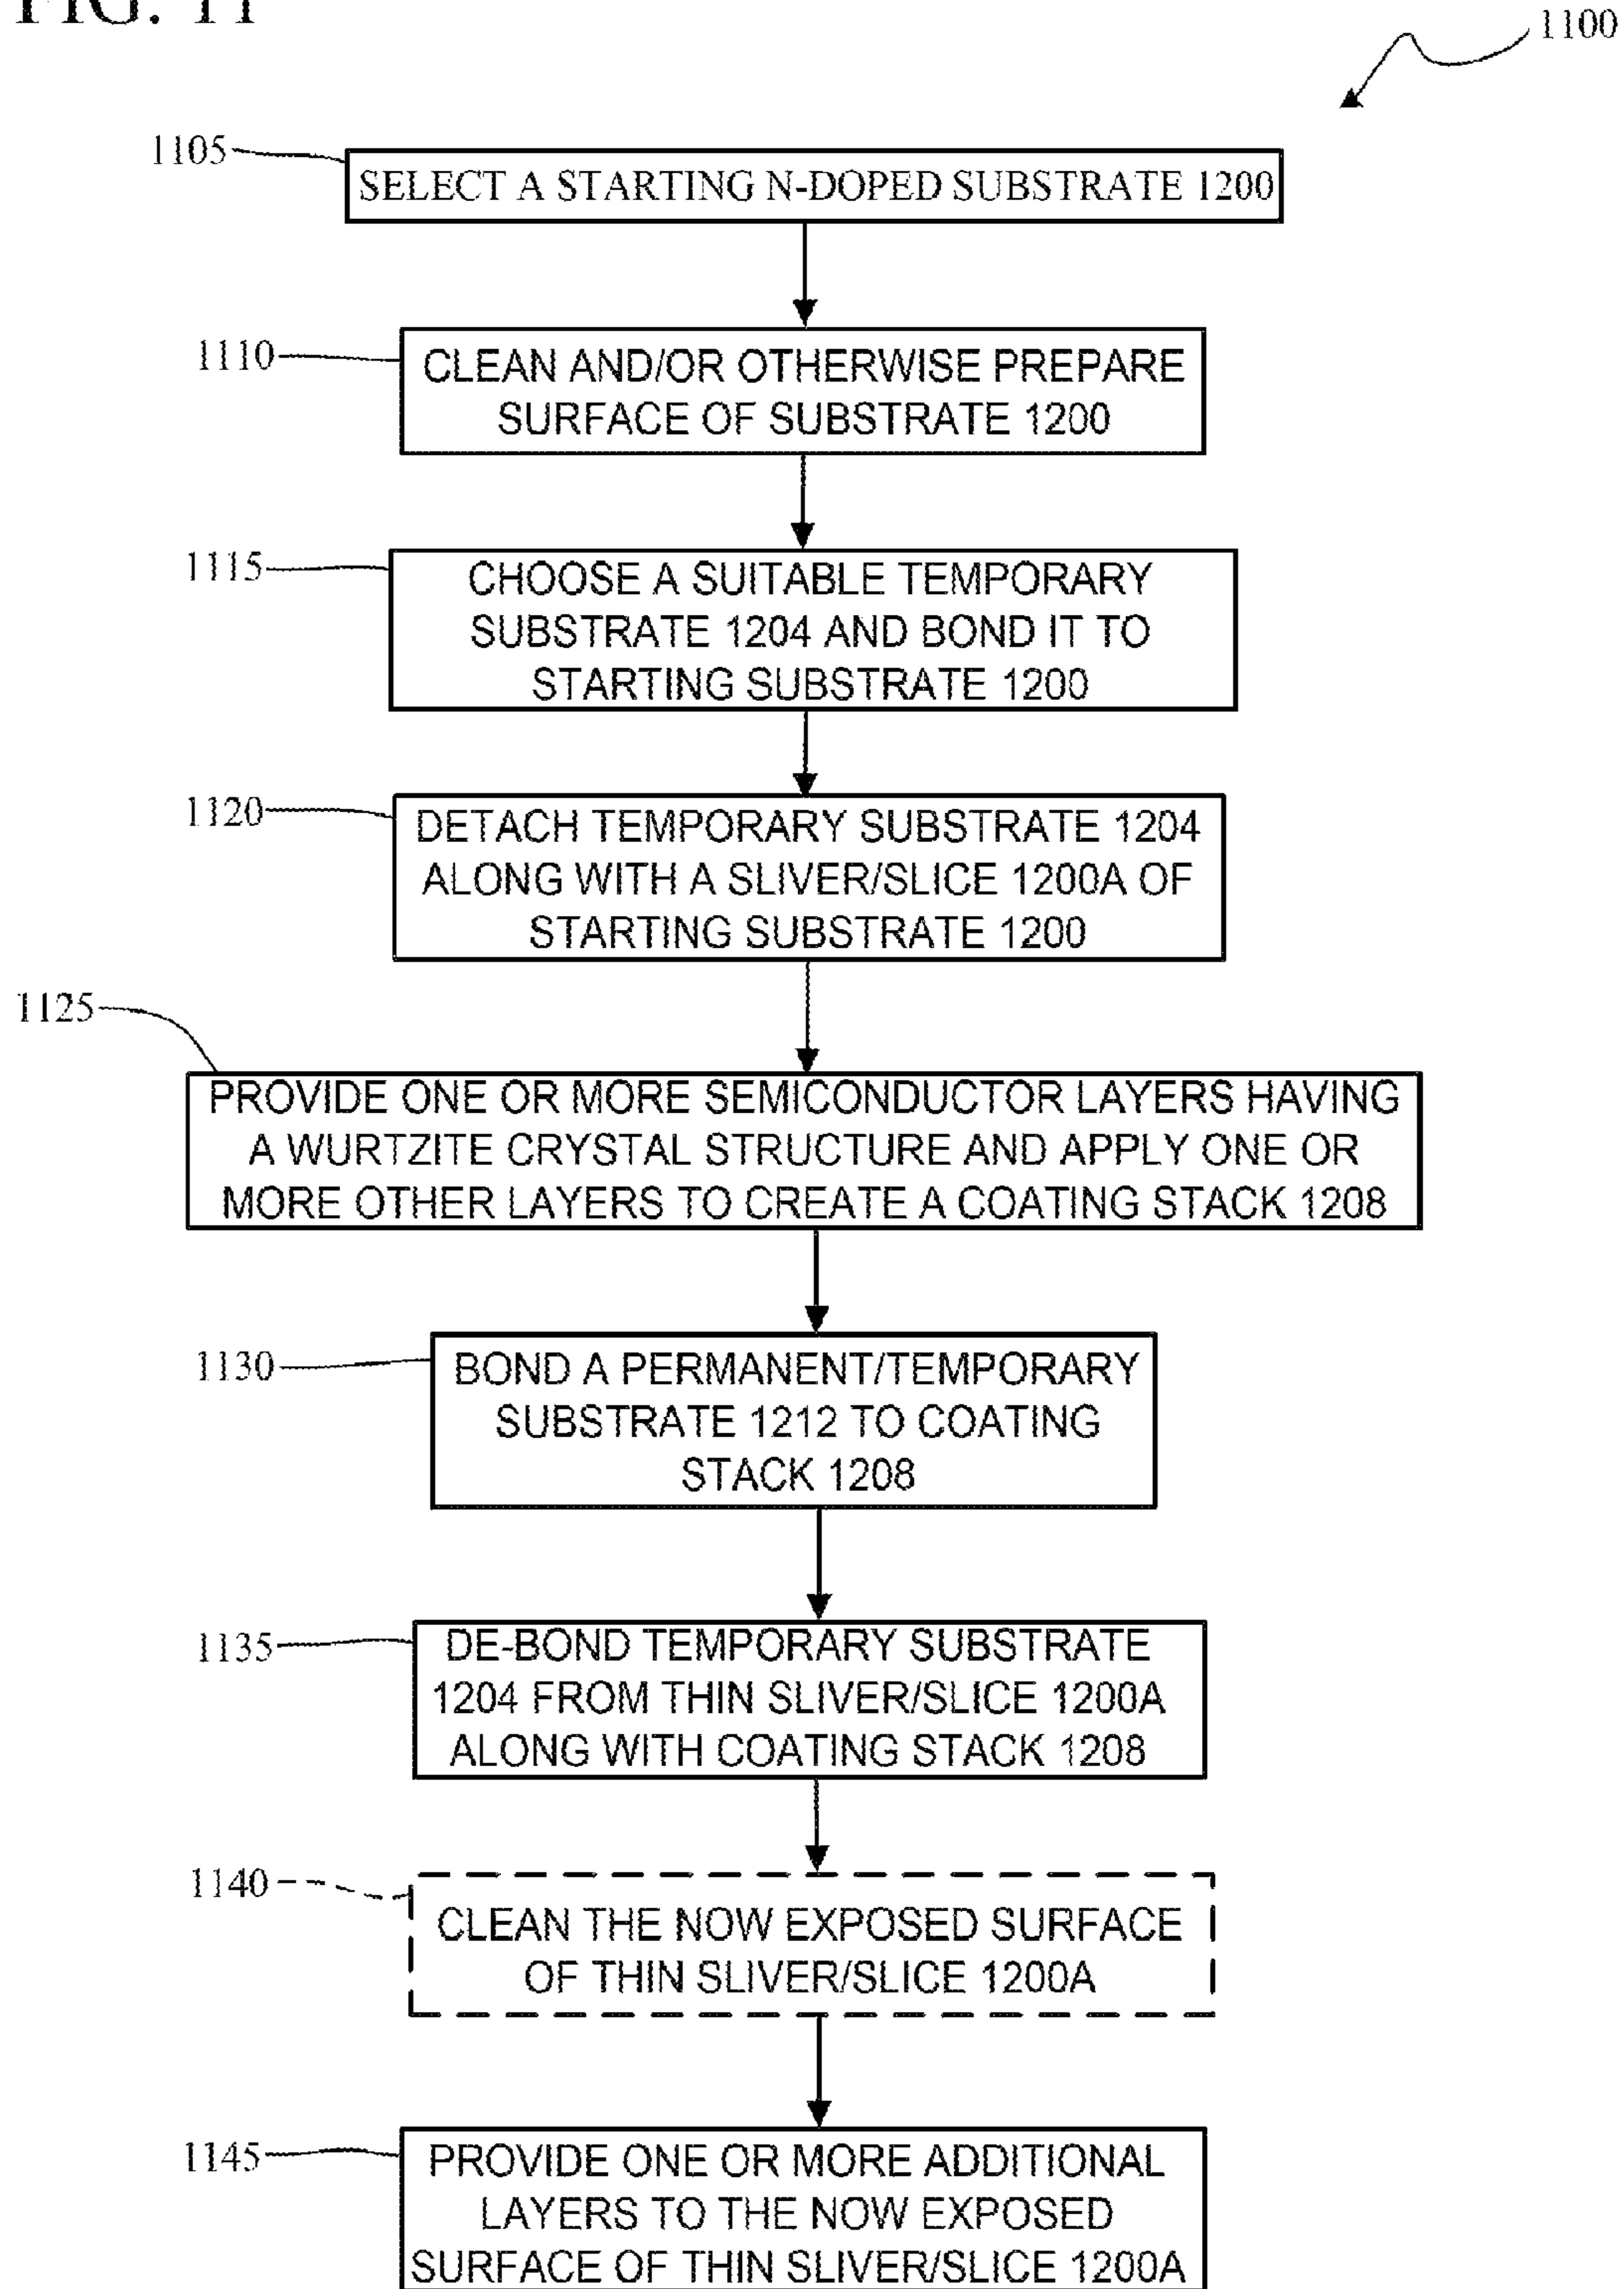 FIG. 11
1100
1105
SELECT A STARTING N-DOPED SUBSTRATE 1200
1110
CLEAN AND/OR OTHERWISE PREPARE
SURFACE OF SUBSTRATE 1200
1115
CHOOSE A SUITABLE TEMPORARY
SUBSTRATE 1204 AND BOND IT TO
STARTING SUBSTRATE 1200
1120
DETACH TEMPORARY SUBSTRATE 1204
ALONG WITH A SLIVER/SLICE 1200A OF
STARTING SUBSTRATE 1200
1125
PROVIDE ONE OR MORE SEMICONDUCTOR LAYERS HAVING
A WURTZITE CRYSTAL STRUCTURE AND APPLY ONE OR
MORE OTHER LAYERS TO CREATE A COATING STACK 1208
1130
BOND A PERMANENT/TEMPORARY
SUBSTRATE 1212 TO COATING
STACK 1208
1135
DE-BOND TEMPORARY SUBSTRATE
1204 FROM THIN SLIVER/SLICE 1200A
ALONG WITH COATING STACK 1208
1140
CLEAN THE NOW EXPOSED SURFACE
OF THIN SLIVER/SLICE 1200A
1145
PROVIDE ONE OR MORE ADDITIONAL
LAYERS TO THE NOW EXPOSED
SURFACE OF THIN SLIVER/SLICE 1200A